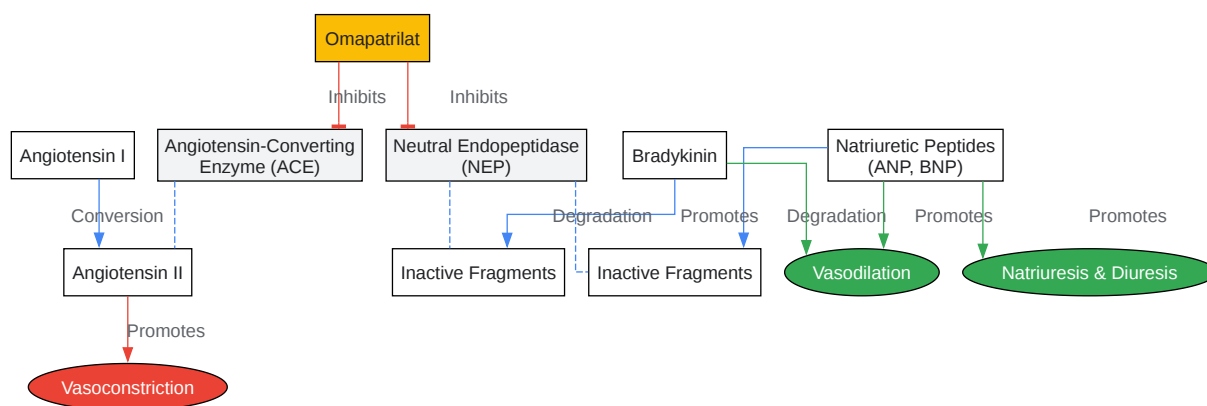 Omapatrilat
Inhibits
Inhibits
Angiotensin I
Angiotensin-Converting
Enzyme (ACE)
Neutral Endopeptidase
(NEP)
Bradykinin
Natriuretic Peptides
(ANP, BNP)
Conversion
Degradation
Promotes
Degradation
Promotes
Promotes
Angiotensin II
Inactive Fragments
Inactive Fragments
Vasodilation
Natriuresis & Diuresis
Promotes
Vasoconstriction